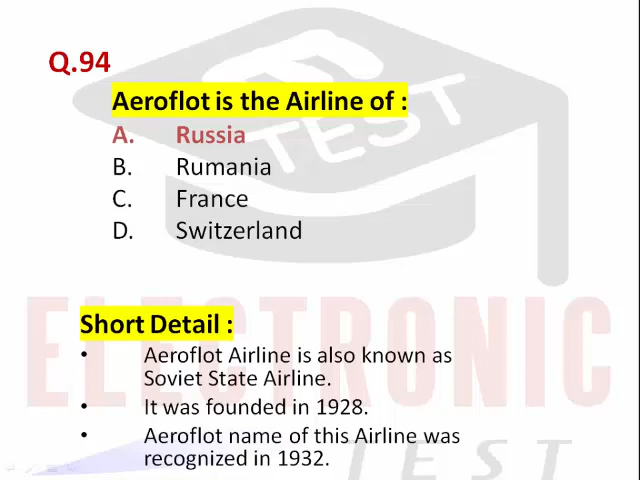 Q.94
Aeroflot is the Airline of :
A. Russia
B. Rumania
C. France
D. Switzerland
Short Detail :
• Aeroflot Airline is also known as
Soviet State Airline.
• It was founded in 1928.
• Aeroflot name of this Airline was
recognized in 1932.
TEST
ELECTRONIC
TEST